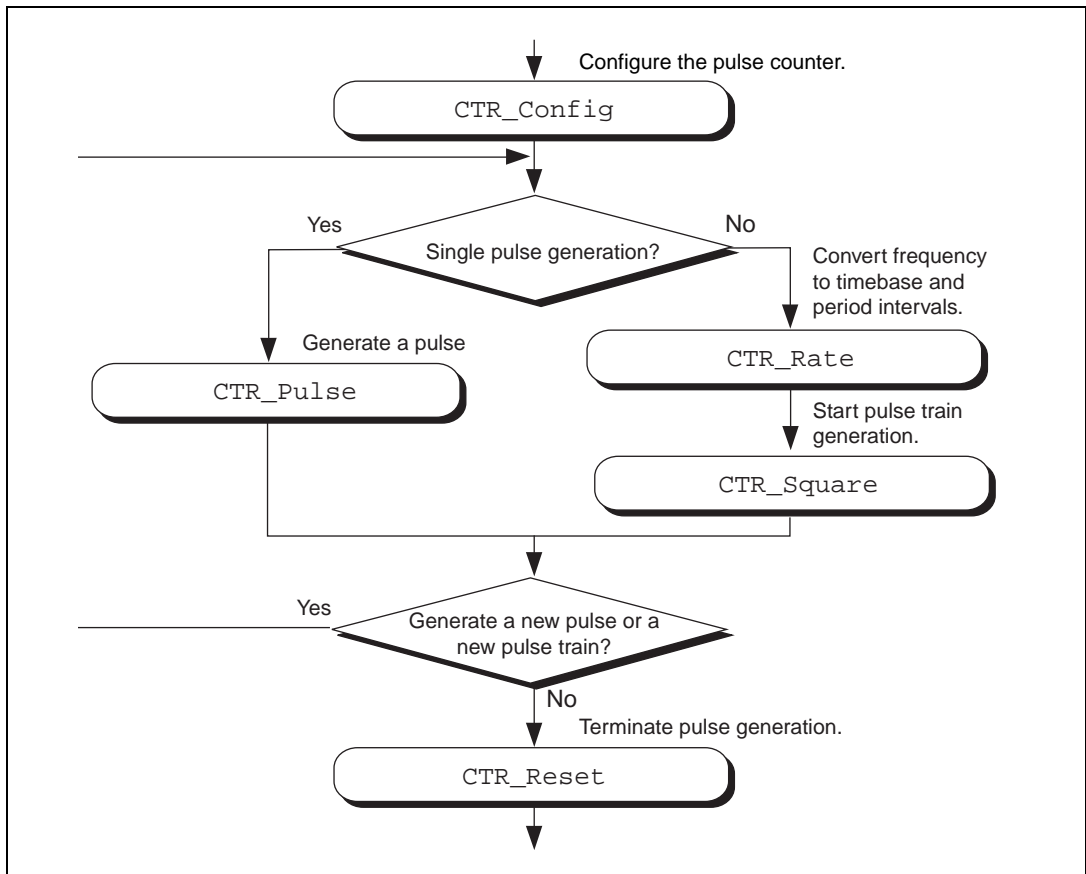 Configure the pulse counter.
CTR_Config
Yes
No
Single pulse generation?
Convert frequency
to timebase and
period intervals.
Generate a pulse
CTR_Pulse
CTR_Rate
Start pulse train
generation.
CTR_Square
Yes
Generate a new pulse or a
new pulse train?
No
Terminate pulse generation.
CTR_Reset